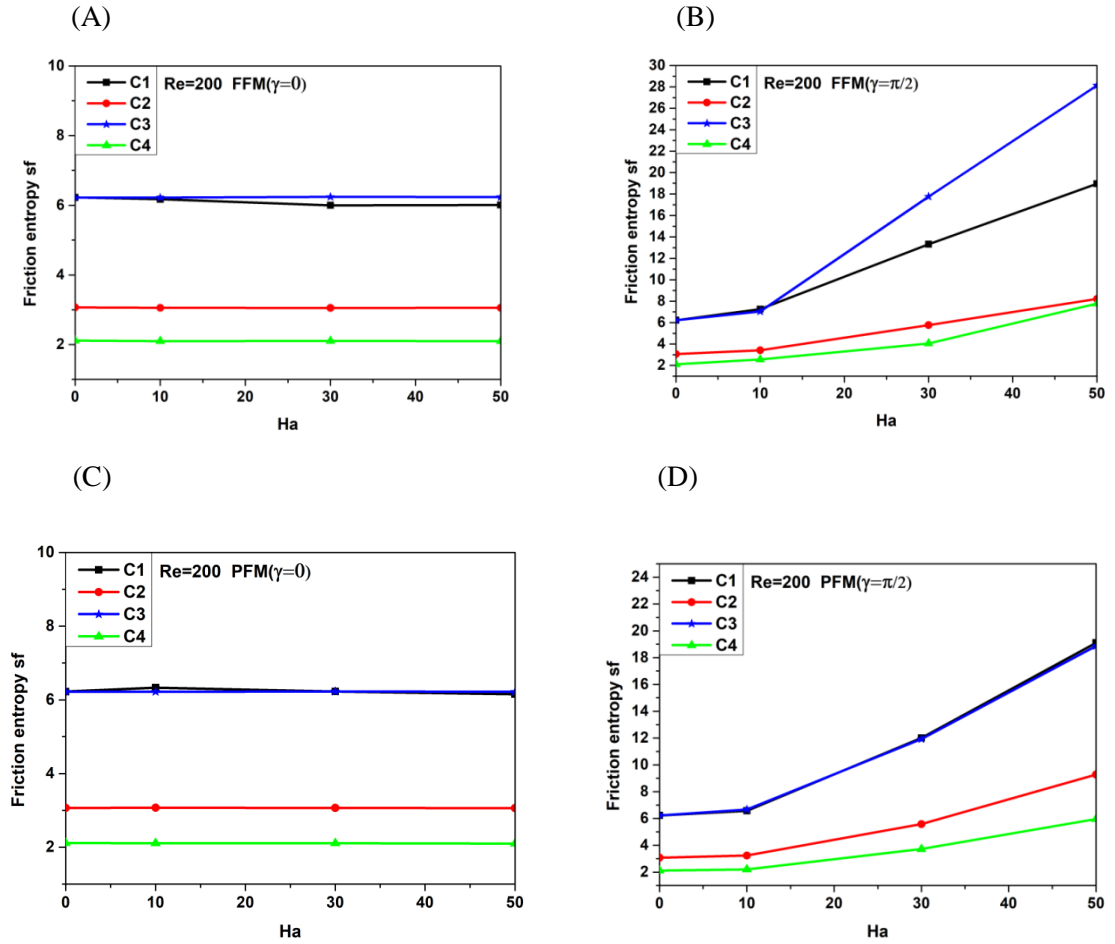 (A)
(B)
C1
C2
C3
C4
Re=200 FFM(γ=0)
10
8
6
4
2
Friction entropy sf
0 10 20 30 40 50
Ha
C1
C2
C3
C4
Re=200 FFM(γ=π/2)
30
28
26
24
22
20
18
16
14
12
10
8
6
4
2
Friction entropy sf
0 10 20 30 40 50
Ha
(C)
(D)
C1
C2
C3
C4
Re=200 PFM(γ=0)
10
8
6
4
2
Friction entropy sf
0 10 20 30 40 50
Ha
C1
C2
C3
C4
Re=200 PFM(γ=π/2)
24
22
20
18
16
14
12
10
8
6
4
2
Friction entropy sf
0 10 20 30 40 50
Ha